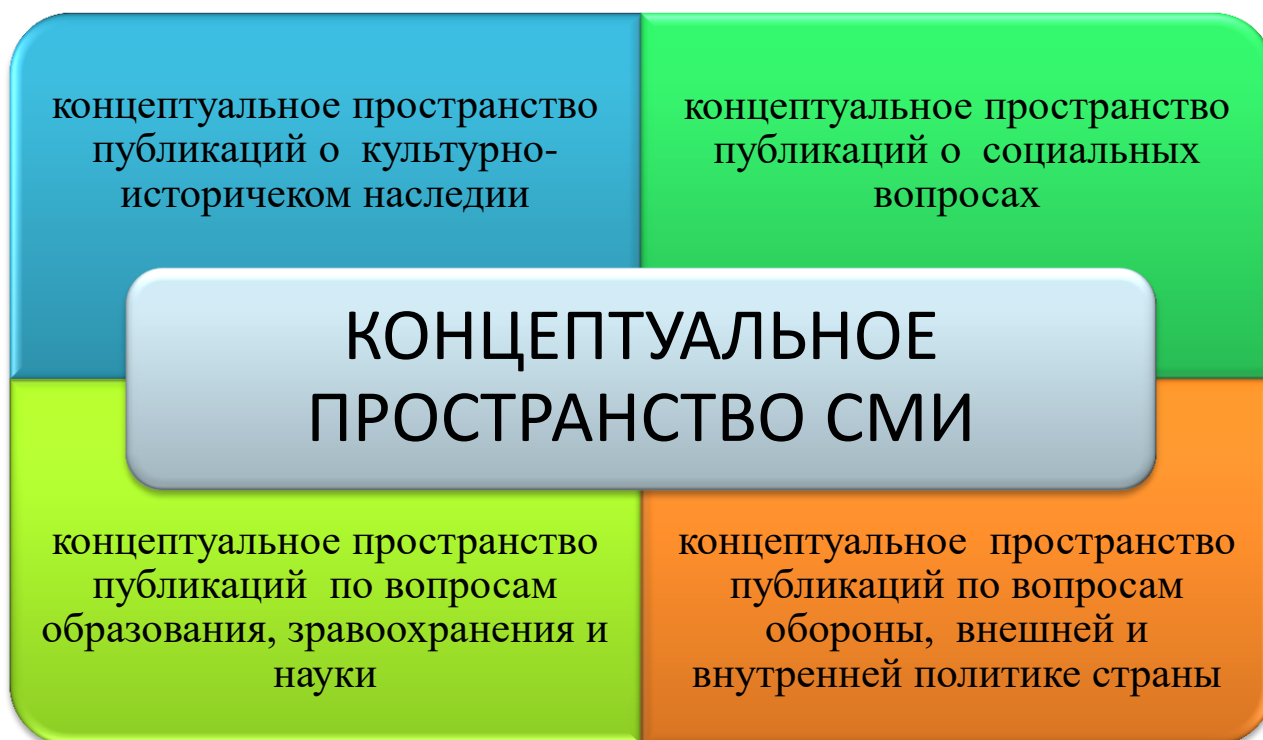 концептуальное пространство
публикаций о культурно-
историчеком наследии
концептуальное пространство
публикаций о социальных
вопросах
КОНЦЕПТУАЛЬНОЕ
ПРОСТРАНСТВО СМИ
концептуальное пространство
публикаций по вопросам
образования, зравоохранения и
науки
концептуальное пространство
публикаций по вопросам
обороны, внешней и
внутренней политике страны